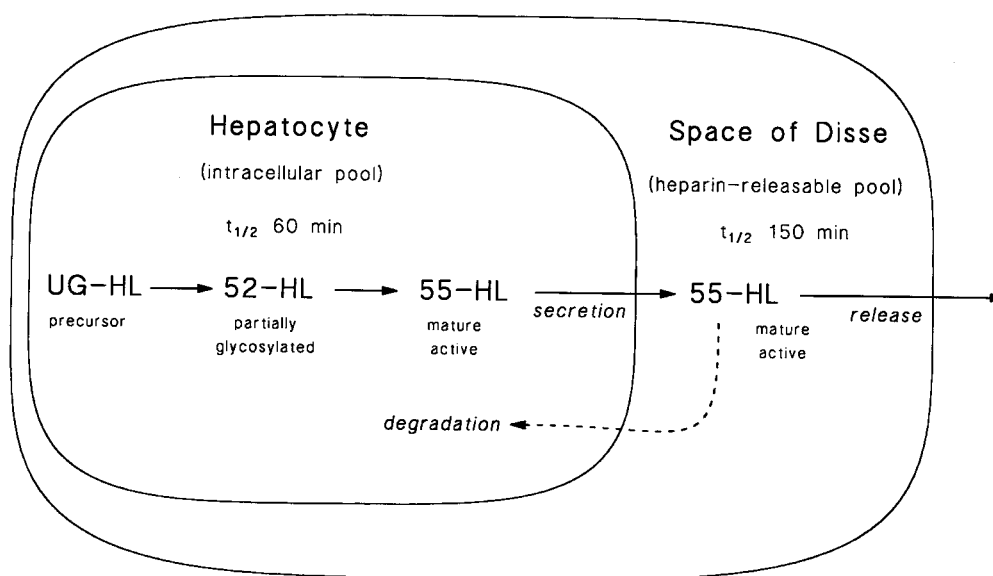 Hepatocyte
(intracellular pool)
t1/2 60 min
Space of Disse
(heparin-releasable pool)
t1/2 150 min
UG-HL
precursor
52-HL
partially
glycosylated
55-HL
mature
active
secretion
55-HL
mature
active
release
degradation